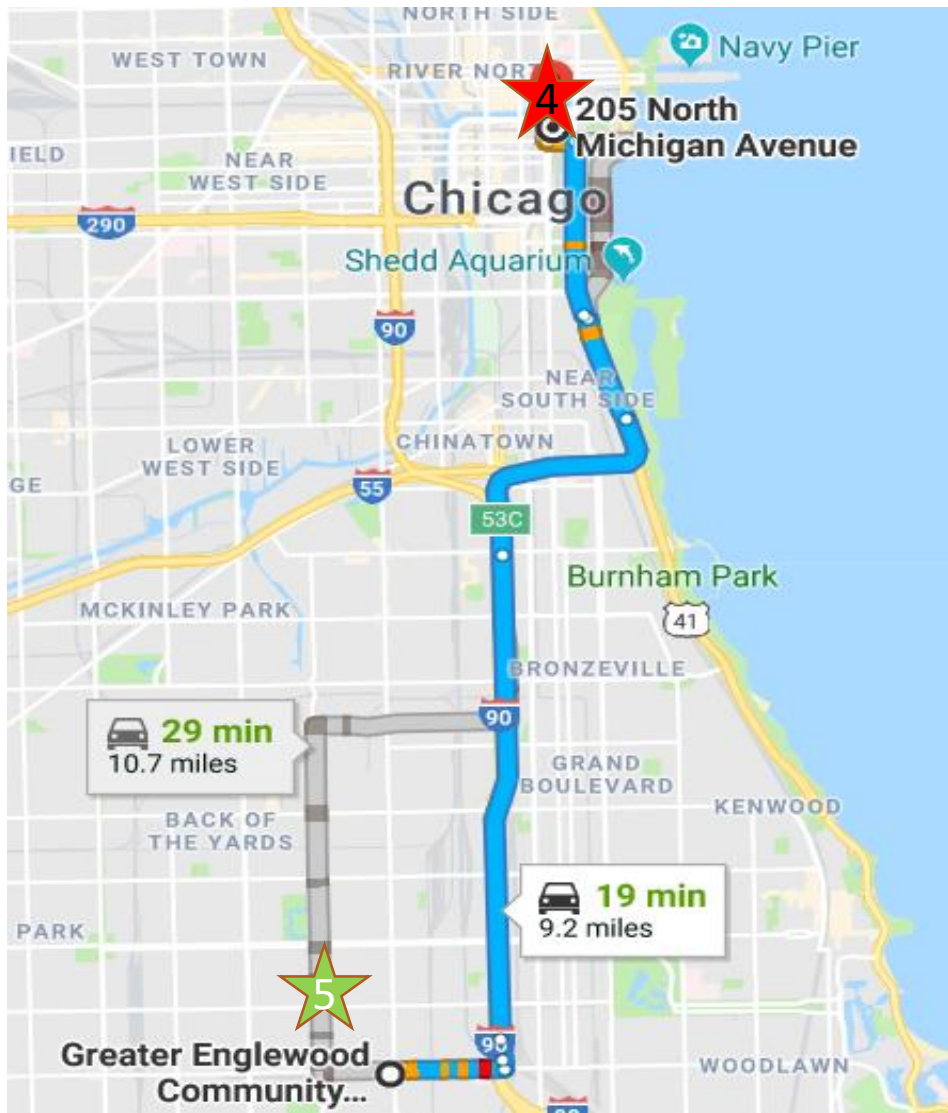 NORTH SIDE
Navy Pier
WEST TOWN
RIVER NORT
4
205 North
Michigan Avenue
IELD
NEAR
WEST SIDE
Chicago
290
Shedd Aquarium
90
NEAR
SOUTH SIDE
CHINATOWN
LOWER
WEST SIDE
GE
55
53C
Burnham Park
MCKINLEY PARK
41
BRONZEVILLE
90
29 min
10.7 miles
GRAND
BOULEVARD
KENWOOD
BACK OF
THE YARDS
19 min
9.2 miles
PARK
5
Greater Englewood
Community...
WOODLAWN